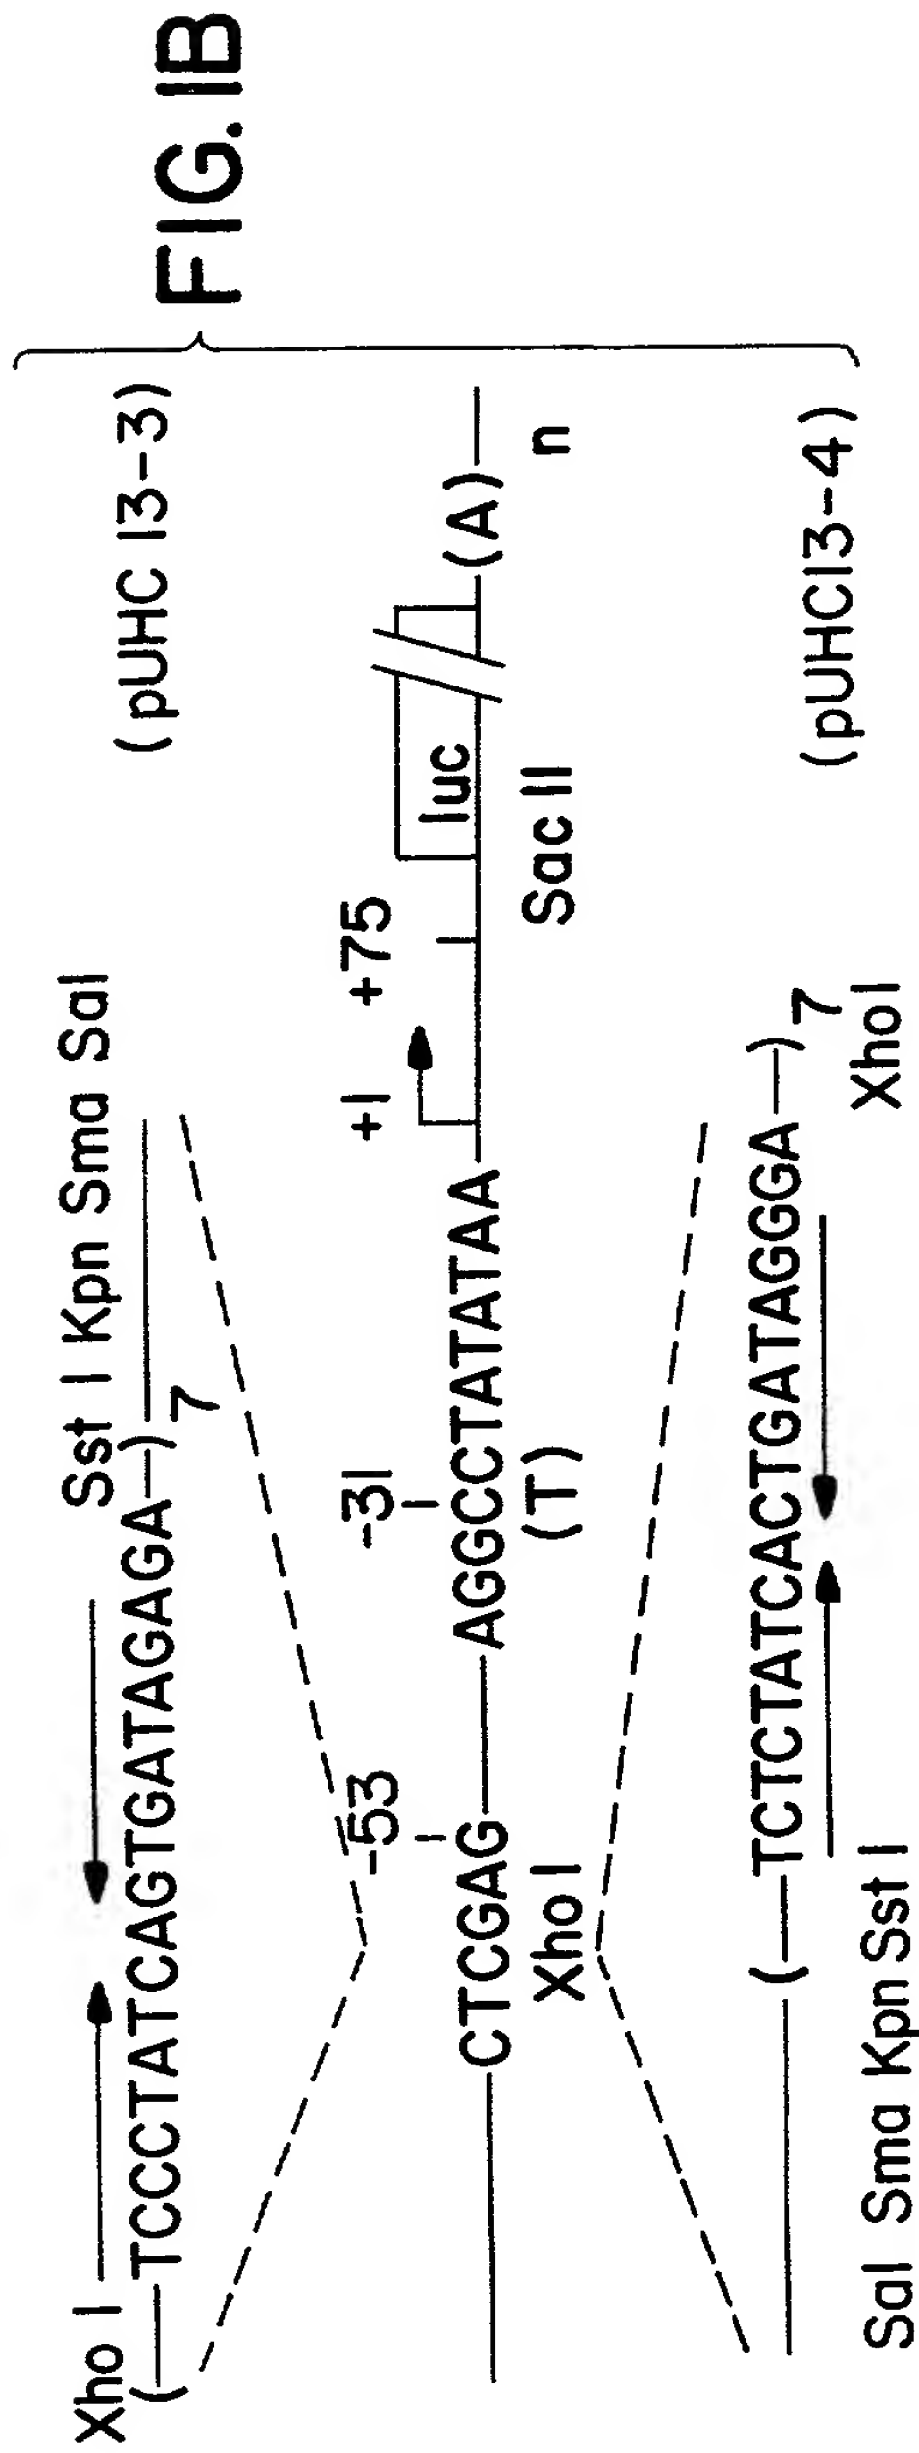 Xho I
Sst I Kpn Sma Sal
(—TCCCTATCAGTGATAGAGA—)7
(pUHC 13-3)
-53
-31
+1
+75
CTCGAG
AGGCCTATATAA
luc
(A)n
Xho I
(T)
Sac II
(—TCTCTATCACTGATAGGGA—)7
(pUHC13-4)
Sal Sma Kpn Sst I
Xho I
FIG. 1B